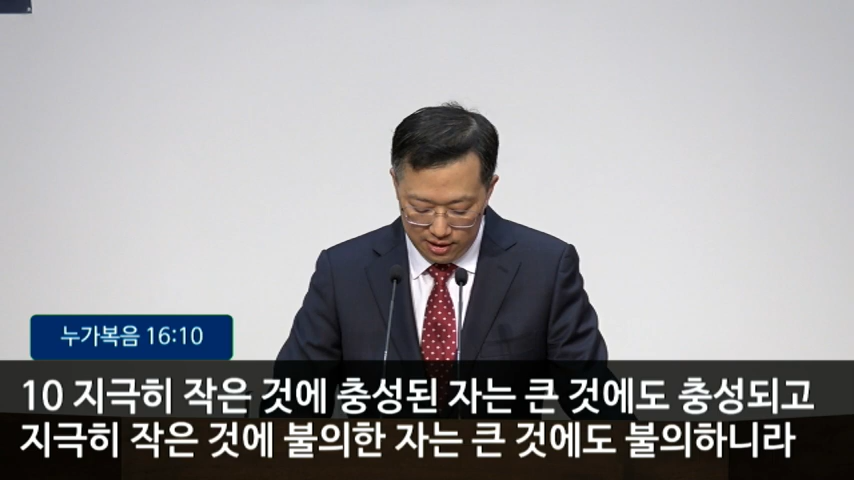 누가복음 16:10
10 지극히 작은 것에 충성된 자는 큰 것에도 충성되고
지극히 작은 것에 불의한 자는 큰 것에도 불의하니라